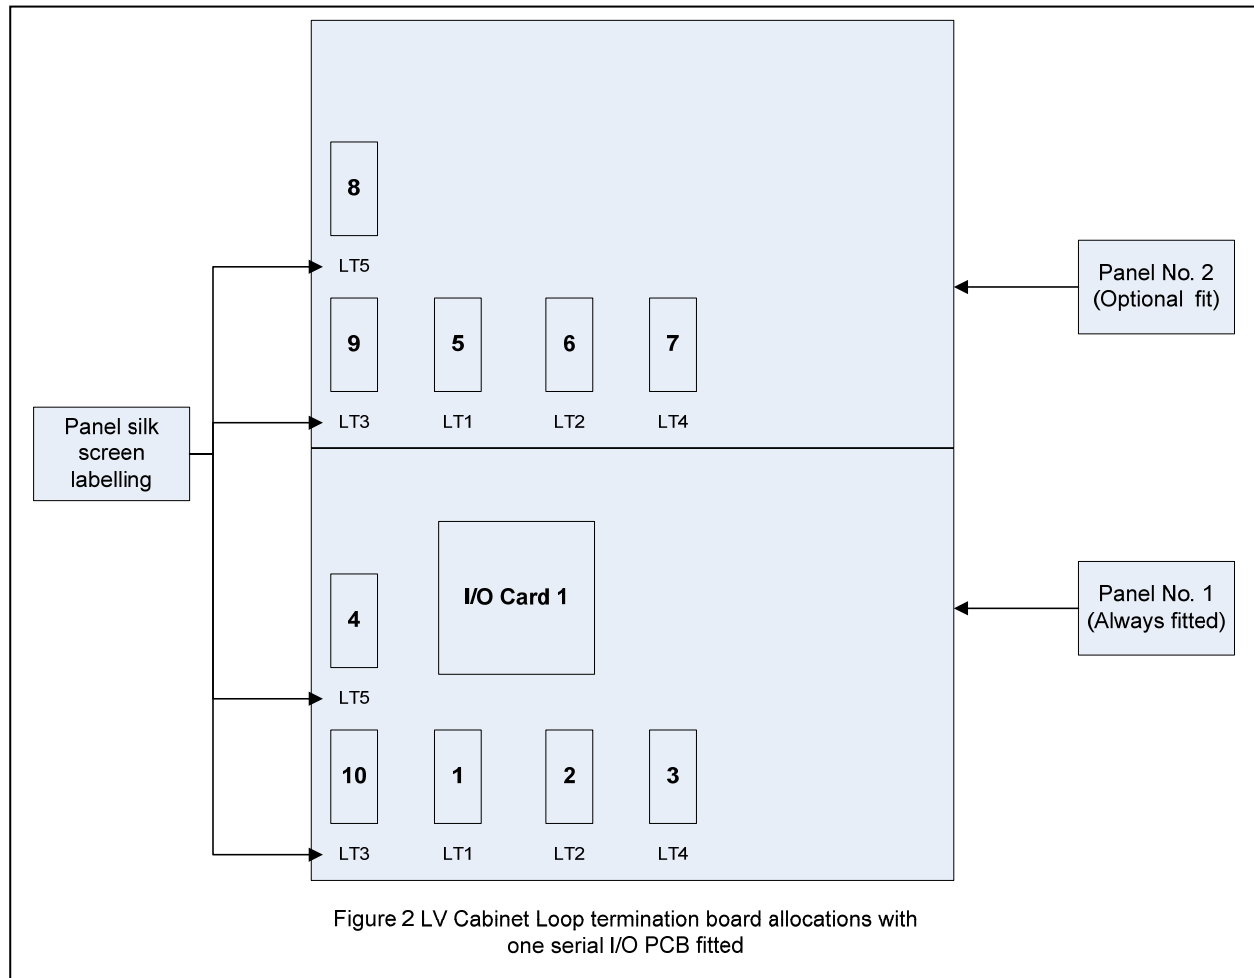 8
LT5
Panel No. 2
(Optional fit)
9 5 6 7
LT3 LT1 LT2 LT4
Panel silk
screen
labelling
I/O Card 1
4
Panel No. 1
(Always fitted)
LT5
10 1 2 3
LT3 LT1 LT2 LT4
Figure 2 LV Cabinet Loop termination board allocations with
one serial I/O PCB fitted